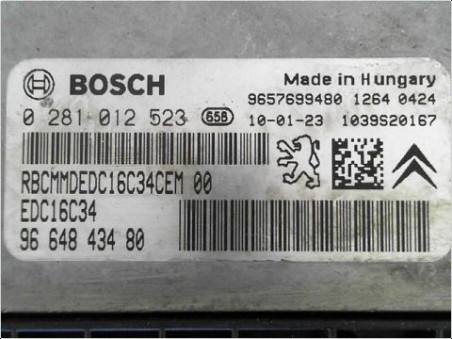 BOSCH
Made in Hungary
9657699480 1264 0424
0 281 012 523 65B 10-01-23 1039S20167
RBCMMDEDC16C34CEM 00
EDC16C34
96 648 434 80